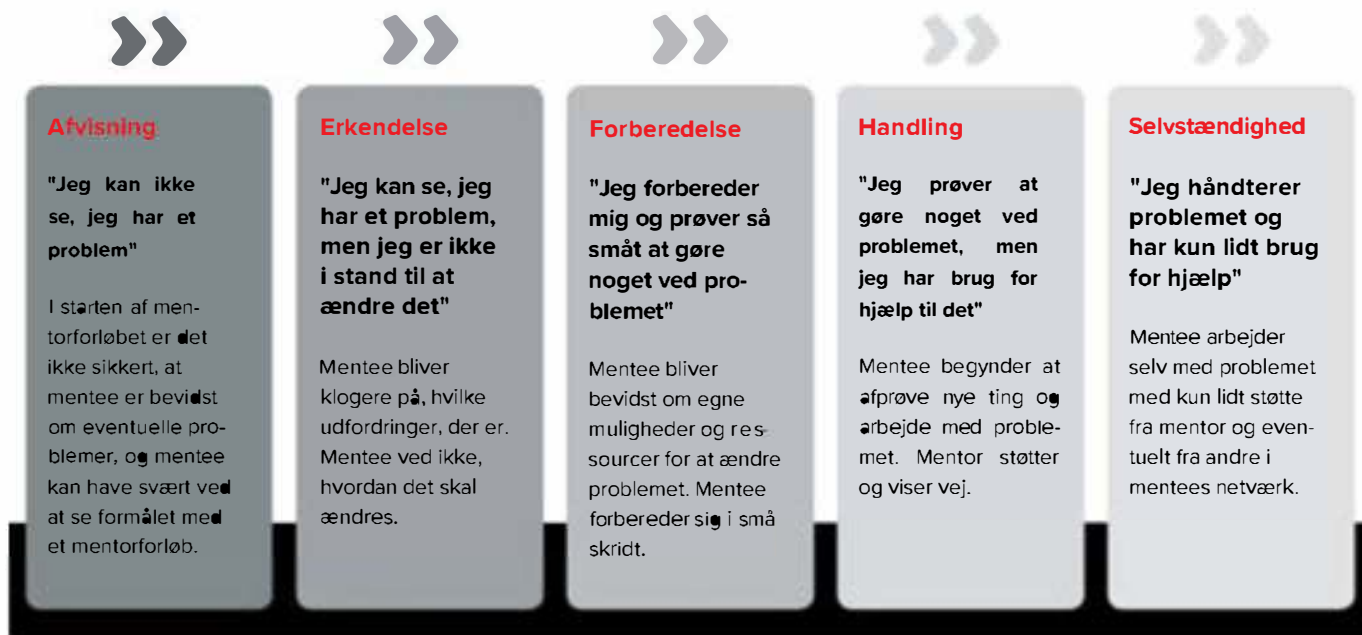 Afvisning
"Jeg kan ikke
se, jeg har et
problem"
I starten af men-
torforløbet er det
ikke sikkert, at
mentee er bevidst
om eventuelle pro-
blemer, og mentee
kan have svært ved
at se formålet med
et mentorforløb.
Erkendelse
"Jeg kan se, jeg
har et problem,
men jeg er ikke
i stand til at
ændre det"
Mentee bliver
klogere på, hvilke
udfordringer, der er.
Mentee ved ikke,
hvordan det skal
ændres.
Forberedelse
"Jeg forbereder
mig og prøver så
småt at gøre
noget ved pro-
blemet"
Mentee bliver
bevidst om egne
muligheder og res-
sourcer for at ændre
problemet. Mentee
forbereder sig i små
skridt.
Handling
"Jeg prøver at
gøre noget ved
problemet, men
jeg har brug for
hjælp til det"
Mentee begynder at
afprøve nye ting og
arbejde med proble-
met. Mentor støtter
og viser vej.
Selvstændighed
"Jeg håndterer
problemet og
har kun lidt brug
for hjælp"
Mentee arbejder
selv med problemet
med kun lidt støtte
fra mentor og even-
tuelt fra andre i
mentees netværk.